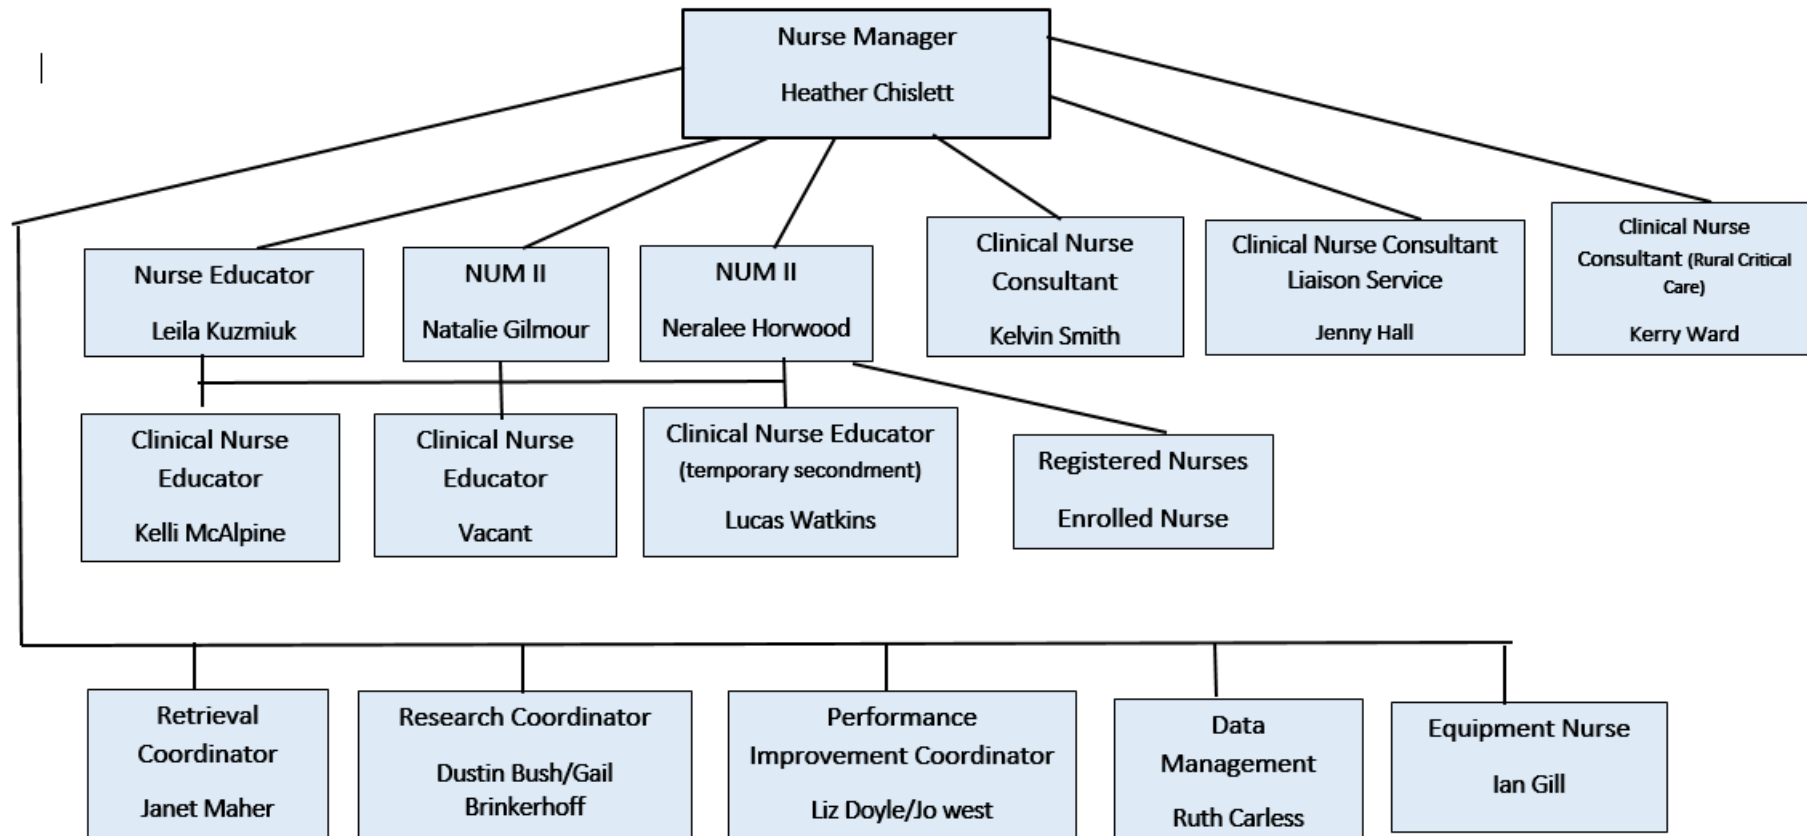 Nurse Manager
Heather Chislett
Nurse Educator
Leila Kuzmiuk
NUM II
Natalie Gilmour
NUM II
Neralee Horwood
Clinical Nurse
Consultant
Kelvin Smith
Clinical Nurse Consultant
Liaison Service
Jenny Hall
Clinical Nurse
Consultant (Rural Critical
Care)
Kerry Ward
Clinical Nurse
Educator
Kelli McAlpine
Clinical Nurse
Educator
Vacant
Clinical Nurse Educator
(temporary secondment)
Lucas Watkins
Registered Nurses
Enrolled Nurse
Retrieval
Coordinator
Janet Maher
Research Coordinator
Dustin Bush/Gail
Brinkerhoff
Performance
Improvement Coordinator
Liz Doyle/Jo west
Data
Management
Ruth Carless
Equipment Nurse
Ian Gill